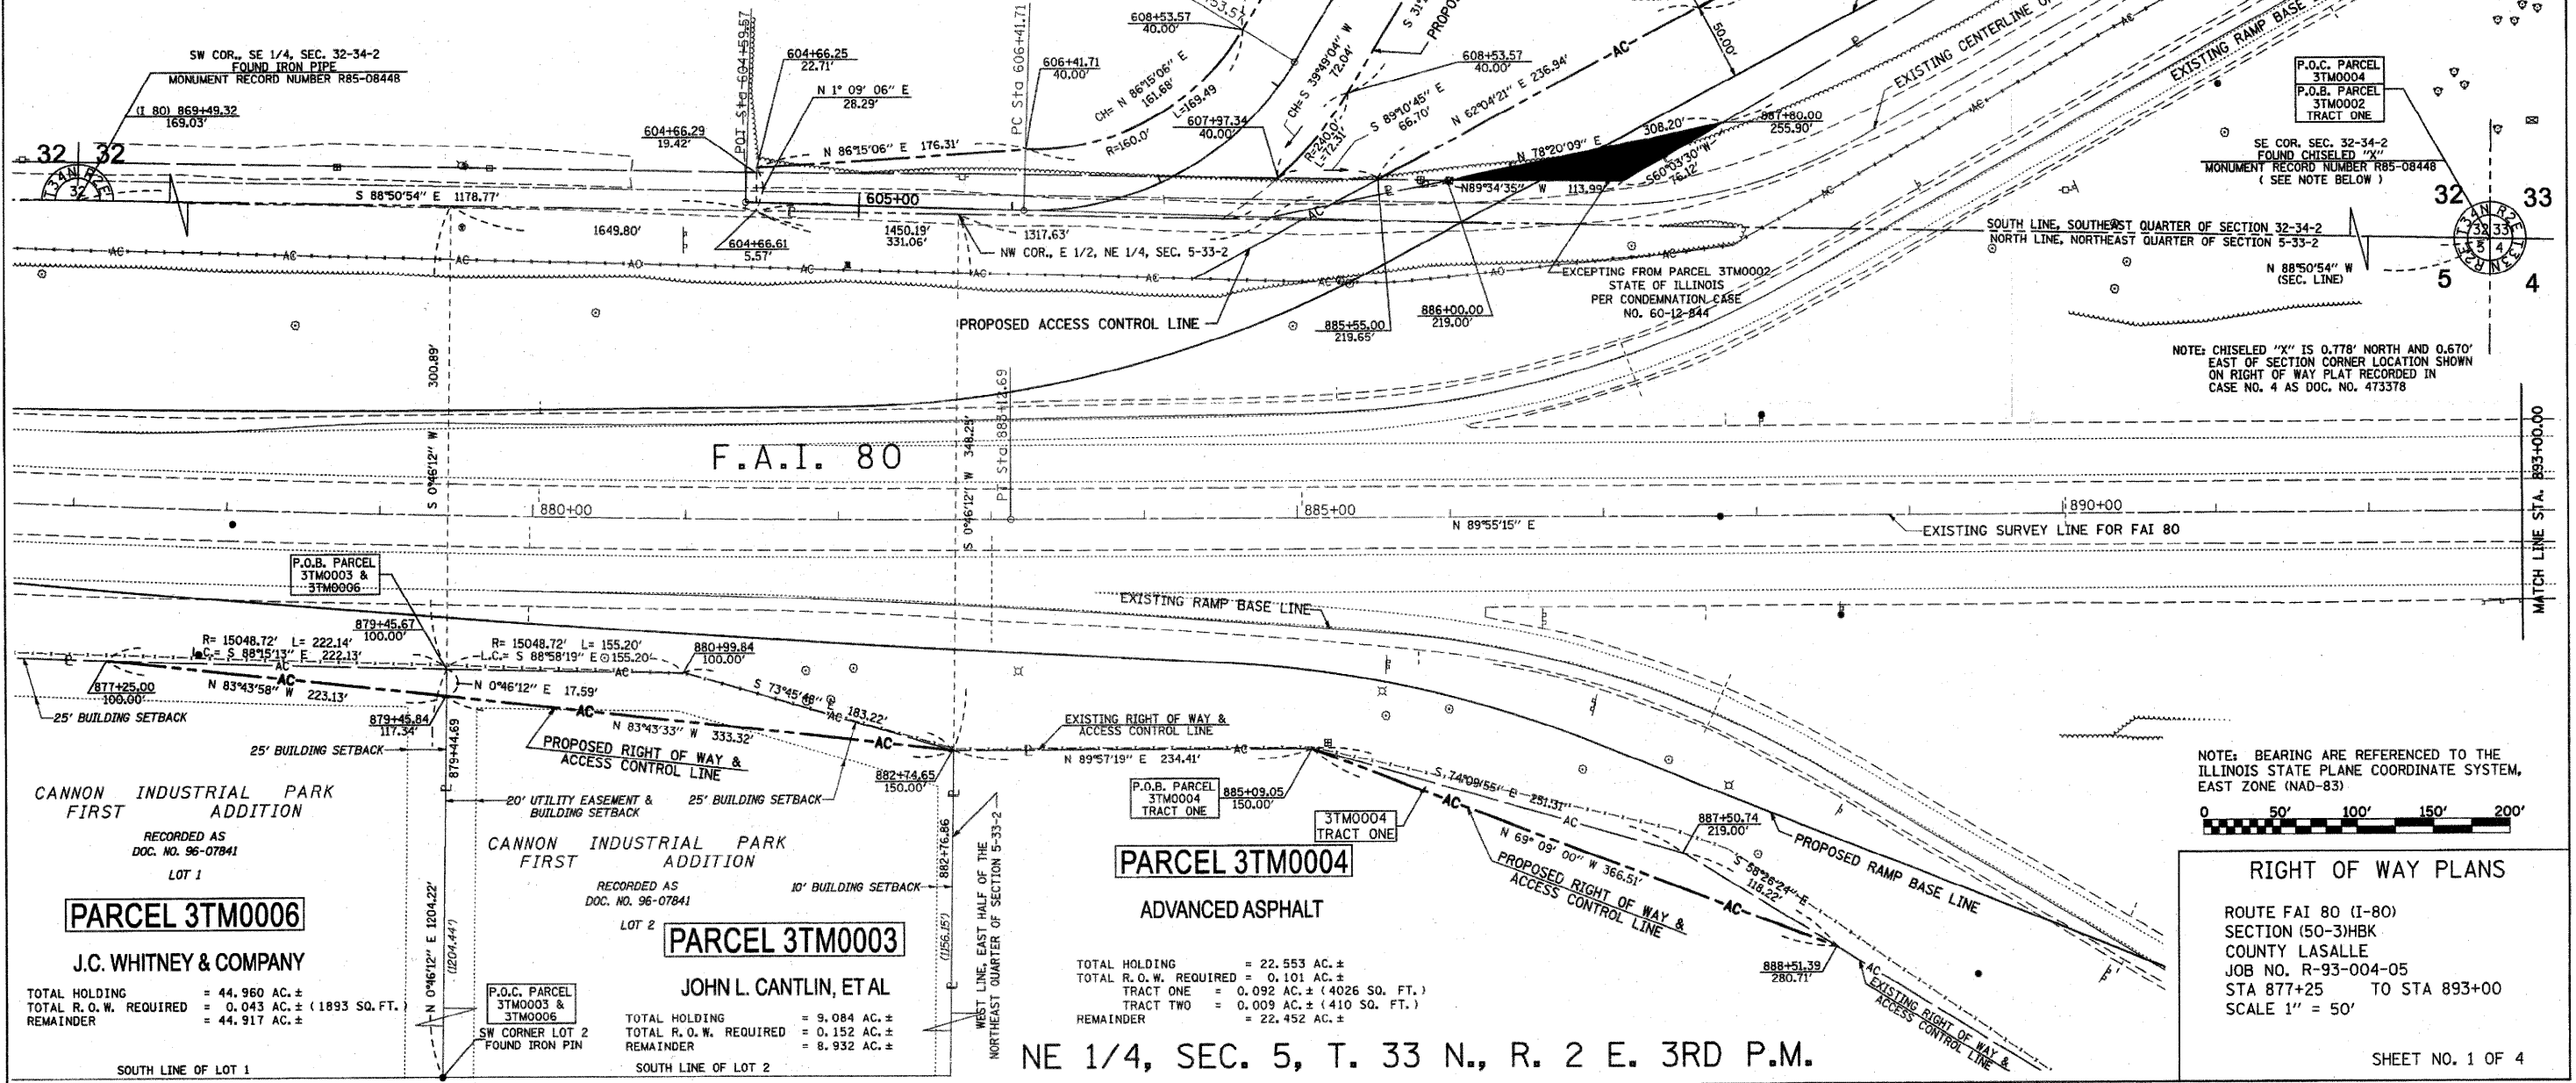 SW COR., SE 1/4, SEC. 32-34-2
FOUND IRON PIPE
MONUMENT RECORD NUMBER R85-08448
(I 80) 869+49.32
169.03'
32 32
T34N R2E
32
S 88°50'54" E 1178.77'
POT Sta 604+59.57
604+66.25
22.71'
N 1° 09' 06" E
28.29'
604+66.29
19.42'
N 86°15'06" E 176.31'
PC Sta 606+41.71
606+41.71
40.00'
608+53.57
40.00'
CH= N 86°15'06" E
161.68'
L=169.49
R=160.0'
607+97.34
40.00'
CH= S 39°49'04" W
72.04'
608+53.57
40.00'
S 89°10'45" E
66.70'
N 62°04'21" E 236.94'
AC
50.00'
EXISTING CENTERLINE
EXISTING RAMP BASE
308.20'
887+80.00
255.90'
N 78°20'09" E
S60°03'30"W
76.12'
N89°34'35" W 113.99'
P.O.C. PARCEL
3TM0004
P.O.B. PARCEL
3TM0002
TRACT ONE
SE COR. SEC. 32-34-2
FOUND CHISELED "X"
MONUMENT RECORD NUMBER R85-08448
( SEE NOTE BELOW )
32 33
T34N R2E T33N R2E
32 33
5 4
5 4
605+00
1649.80'
604+66.61
5.57'
1450.19'
331.06'
1317.63'
NW COR., E 1/2, NE 1/4, SEC. 5-33-2
SOUTH LINE, SOUTHEAST QUARTER OF SECTION 32-34-2
NORTH LINE, NORTHEAST QUARTER OF SECTION 5-33-2
N 88°50'54" W
(SEC. LINE)
EXCEPTING FROM PARCEL 3TM0002
STATE OF ILLINOIS
PER CONDEMNATION CASE
NO. 60-12-844
PROPOSED ACCESS CONTROL LINE
885+55.00
219.65'
886+00.00
219.00'
NOTE: CHISELED "X" IS 0.778' NORTH AND 0.670'
EAST OF SECTION CORNER LOCATION SHOWN
ON RIGHT OF WAY PLAT RECORDED IN
CASE NO. 4 AS DOC. NO. 473378
S 0°46'12" W 300.89'
S 0°46'12" W 348.25'
PT Sta 883+12.69
F.A.I. 80
880+00
885+00
890+00
N 89°55'15" E
EXISTING SURVEY LINE FOR FAI 80
MATCH LINE STA. 893+00.00
P.O.B. PARCEL
3TM0003 &
3TM0006
EXISTING RAMP BASE LINE
879+45.67
100.00'
R= 15048.72' L= 222.14'
L.C.= S 88°15'13" E 222.13'
R= 15048.72' L= 155.20'
L.C.= S 88°58'19" E 155.20'
880+99.84
100.00'
877+25.00
100.00'
N 83°43'58" W 223.13'
N 0°46'12" E 17.59'
S 73°45'48" E 183.22'
25' BUILDING SETBACK
879+45.84
117.34'
N 83°43'33" W 333.32'
25' BUILDING SETBACK
879+44.69
PROPOSED RIGHT OF WAY &
ACCESS CONTROL LINE
882+74.65
150.00'
EXISTING RIGHT OF WAY &
ACCESS CONTROL LINE
N 89°57'19" E 234.41'
20' UTILITY EASEMENT &
BUILDING SETBACK
25' BUILDING SETBACK
P.O.B. PARCEL
3TM0004
TRACT ONE
885+09.05
150.00'
3TM0004
TRACT ONE
S 74°09'55" E 251.31'
887+50.74
219.00'
N 69° 09' 00" W 366.51'
PROPOSED RIGHT OF WAY &
ACCESS CONTROL LINE
S 58°26'24" E
118.22'
PROPOSED RAMP BASE LINE
888+51.39
280.71'
EXISTING RIGHT OF WAY &
ACCESS CONTROL LINE
CANNON INDUSTRIAL PARK
FIRST ADDITION
RECORDED AS
DOC. NO. 96-07841
LOT 1
PARCEL 3TM0006
J.C. WHITNEY & COMPANY
TOTAL HOLDING = 44.960 AC.±
TOTAL R.O.W. REQUIRED = 0.043 AC.± (1893 SQ.FT.)
REMAINDER = 44.917 AC.±
SOUTH LINE OF LOT 1
N 0°46'12" E 1204.22'
(1204.44')
P.O.C. PARCEL
3TM0003 &
3TM0006
SW CORNER LOT 2
FOUND IRON PIN
CANNON INDUSTRIAL PARK
FIRST ADDITION
RECORDED AS
DOC. NO. 96-07841
LOT 2
10' BUILDING SETBACK
PARCEL 3TM0003
JOHN L. CANTLIN, ET AL
TOTAL HOLDING = 9.084 AC.±
TOTAL R.O.W. REQUIRED = 0.152 AC.±
REMAINDER = 8.932 AC.±
SOUTH LINE OF LOT 2
882+76.86
(1156.15')
WEST LINE, EAST HALF OF THE
NORTHEAST QUARTER OF SECTION 5-33-2
PARCEL 3TM0004
ADVANCED ASPHALT
TOTAL HOLDING = 22.553 AC.±
TOTAL R.O.W. REQUIRED = 0.101 AC.±
TRACT ONE = 0.092 AC.± (4026 SQ. FT.)
TRACT TWO = 0.009 AC.± (410 SQ. FT.)
REMAINDER = 22.452 AC.±
NE 1/4, SEC. 5, T. 33 N., R. 2 E. 3RD P.M.
NOTE: BEARING ARE REFERENCED TO THE
ILLINOIS STATE PLANE COORDINATE SYSTEM,
EAST ZONE (NAD-83)
0 50' 100' 150' 200'
RIGHT OF WAY PLANS
ROUTE FAI 80 (I-80)
SECTION (50-3)HBK
COUNTY LASALLE
JOB NO. R-93-004-05
STA 877+25 TO STA 893+00
SCALE 1" = 50'
SHEET NO. 1 OF 4